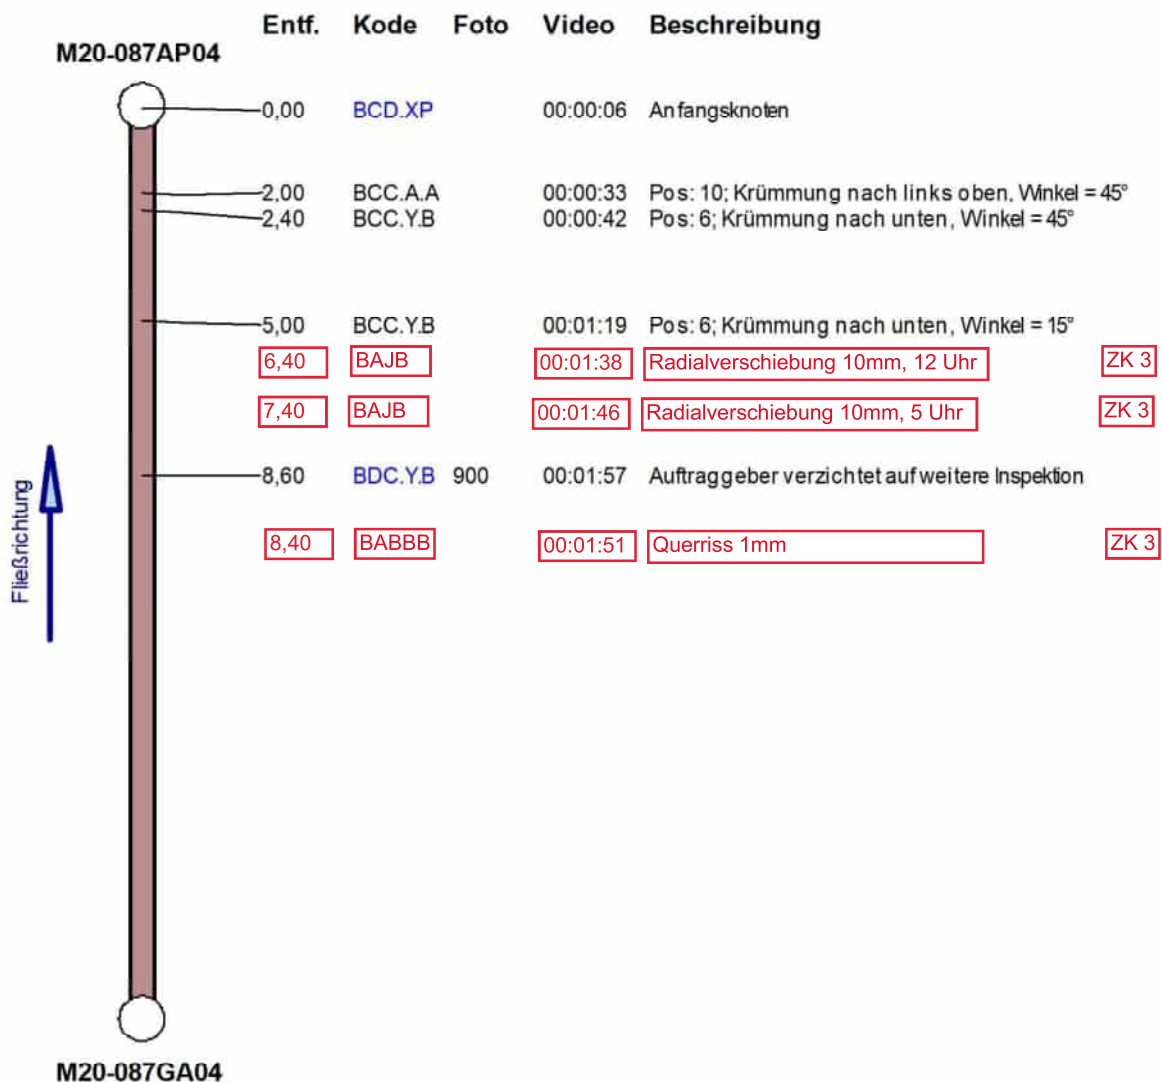 Entf. Kode Foto Video Beschreibung
M20-087AP04
0,00 BCD.XP 00:00:06 Anfangsknoten
2,00 BCC.A.A 00:00:33 Pos: 10; Krümmung nach links oben, Winkel = 45°
2,40 BCC.Y.B 00:00:42 Pos: 6; Krümmung nach unten, Winkel = 45°
5,00 BCC.Y.B 00:01:19 Pos: 6; Krümmung nach unten, Winkel = 15°
6,40 BAJB 00:01:38 Radialverschiebung 10mm, 12 Uhr ZK 3
7,40 BAJB 00:01:46 Radialverschiebung 10mm, 5 Uhr ZK 3
8,60 BDC.Y.B 900 00:01:57 Auftraggeber verzichtet auf weitere Inspektion
8,40 BABBB 00:01:51 Querriss 1mm ZK 3
Fließrichtung
M20-087GA04